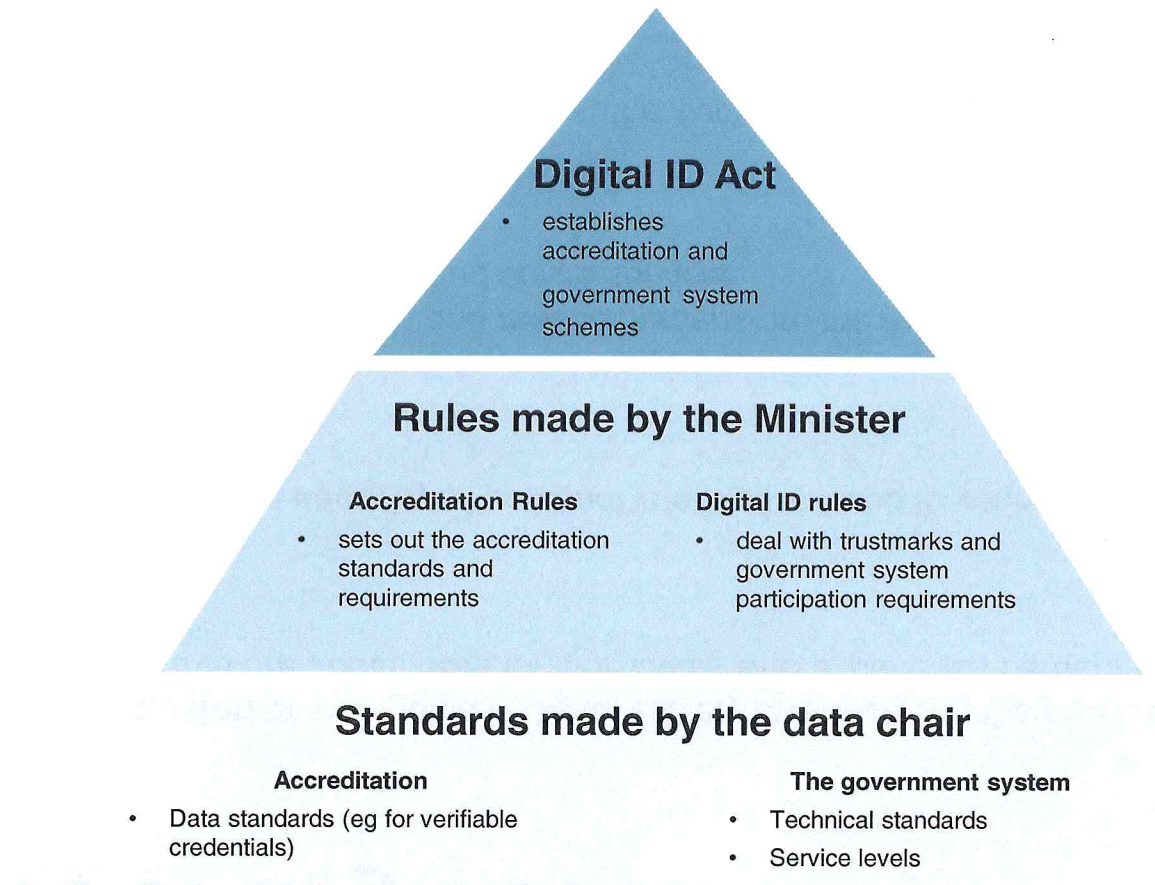 Digital ID Act
• establishes
accreditation and
government system
schemes
Rules made by the Minister
Accreditation Rules
• sets out the accreditation
standards and
requirements
Digital ID rules
• deal with trustmarks and
government system
participation requirements
Standards made by the data chair
Accreditation
• Data standards (eg for verifiable
credentials)
The government system
• Technical standards
• Service levels